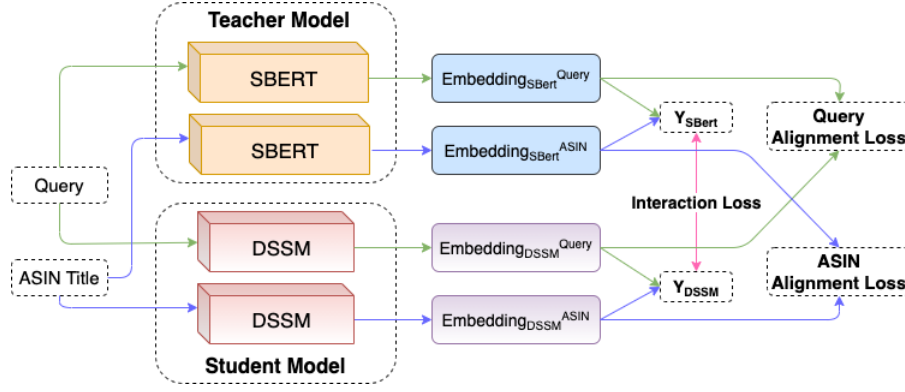 Teacher Model
SBERT
Embedding_SBert^Query
SBERT
Embedding_SBert^ASIN
Y_SBert
Query
Alignment Loss
Query
Interaction Loss
ASIN Title
DSSM
Embedding_DSSM^Query
DSSM
Embedding_DSSM^ASIN
Y_DSSM
ASIN
Alignment Loss
Student Model